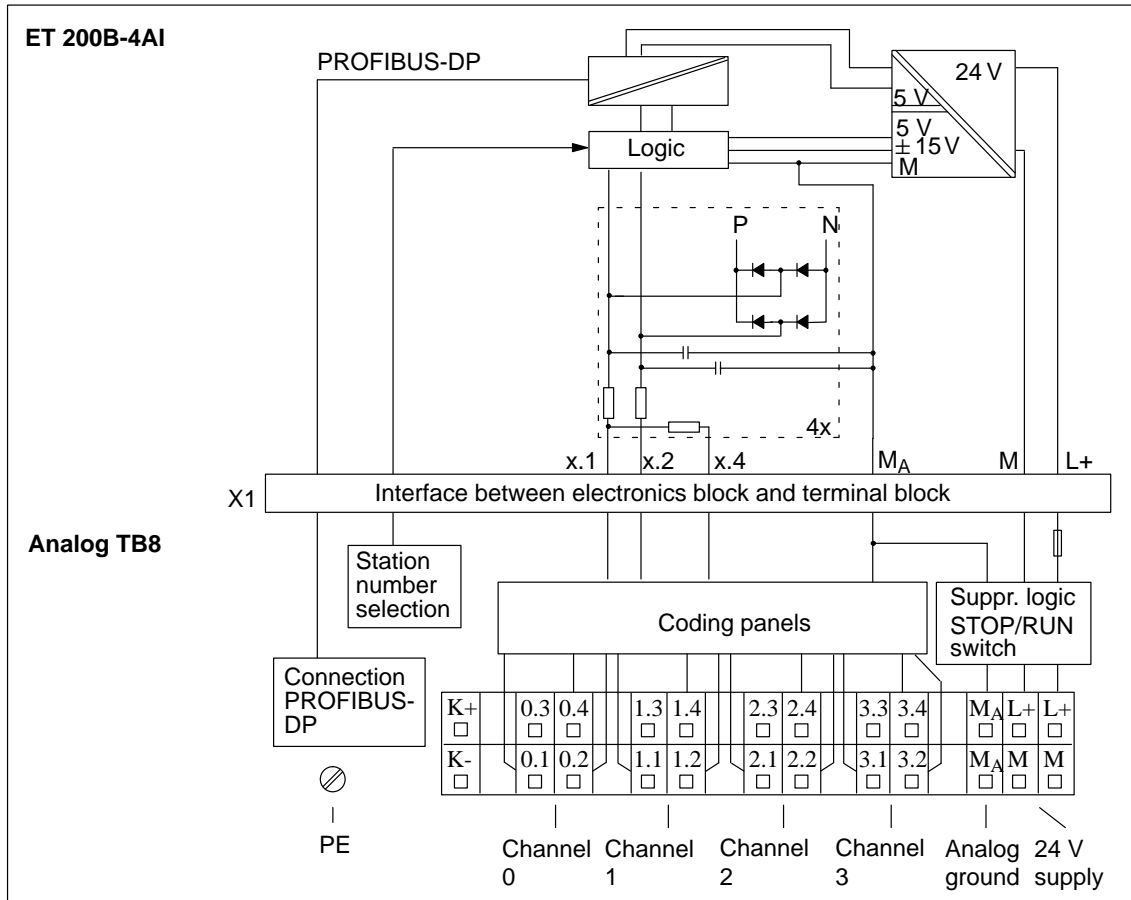 ET 200B-4AI
PROFIBUS-DP
24 V
5 V
5 V
± 15 V
M
Logic
P N
4x
x.1 x.2 x.4 MA M L+
X1
Interface between electronics block and terminal block
Analog TB8
Station
number
selection
Coding panels
Suppr. logic
STOP/RUN
switch
Connection
PROFIBUS-
DP
K+ 0.3 0.4 1.3 1.4 2.3 2.4 3.3 3.4 MA L+ L+
K- 0.1 0.2 1.1 1.2 2.1 2.2 3.1 3.2 MA M M
PE
Channel 0
Channel 1
Channel 2
Channel 3
Analog ground
24 V supply